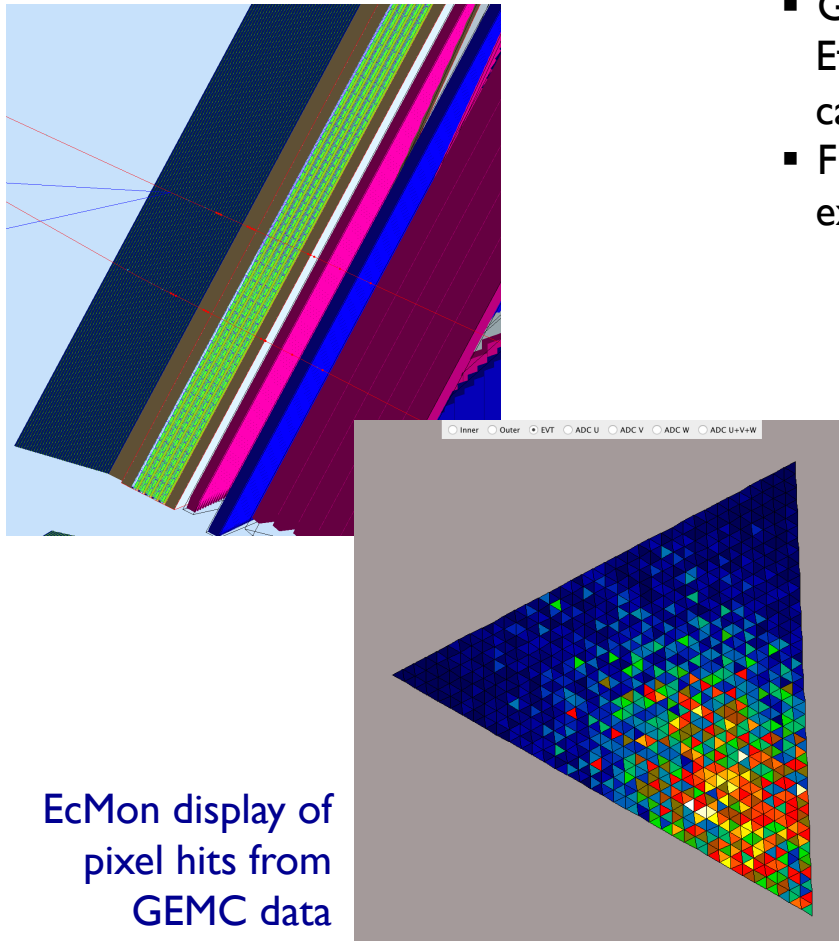 Inner Outer EVT ADC U ADC V ADC W ADC U+V+W
EcMon display of
pixel hits from
GEMC data